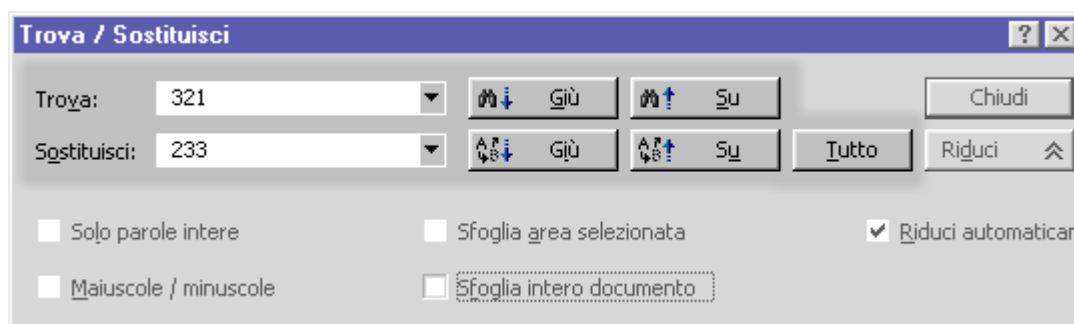 Trova / Sostituisci
Trova: 321 Giù Su Chiudi
Sostituisci: 233 Giù Su Tutto Riduci
Solo parole intere Sfoglia area selezionata Riduci automaticar
Maiuscole / minuscole Sfoglia intero documento